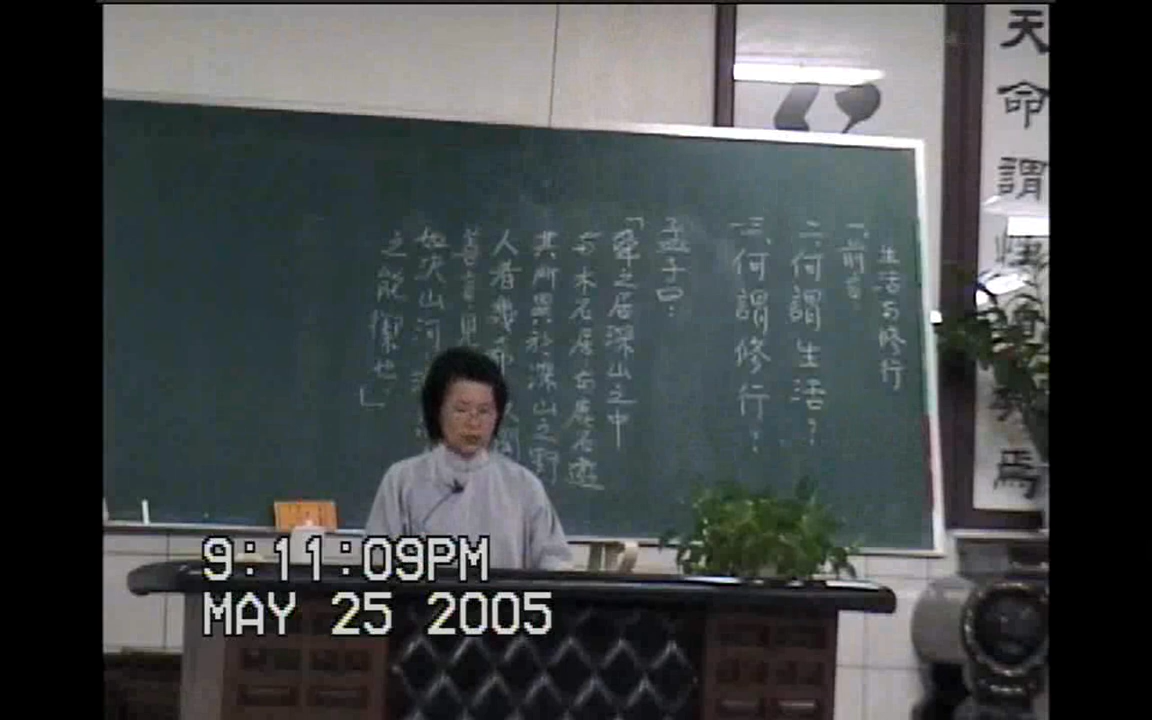 天命謂性
焉
生活与修行
一、前言
二、何謂生活?
三、何謂修行?
孟子曰:
「舜之居深山之中
与木石居与鹿
遊
其所異於深山之野
人者幾希
善言見
如決山河
之能禦也」
9:11:09PM
MAY 25 2005